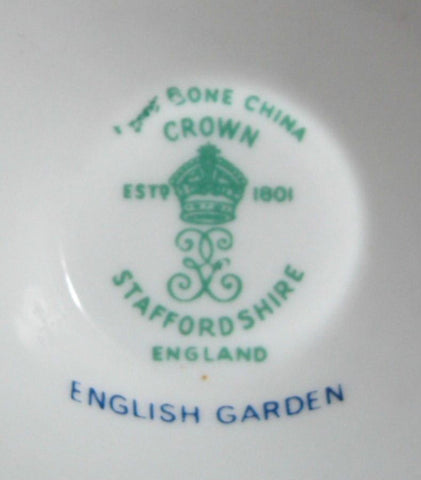 BONE CHINA
CROWN
ESTD 1801
STAFFORDSHIRE
ENGLAND
ENGLISH GARDEN